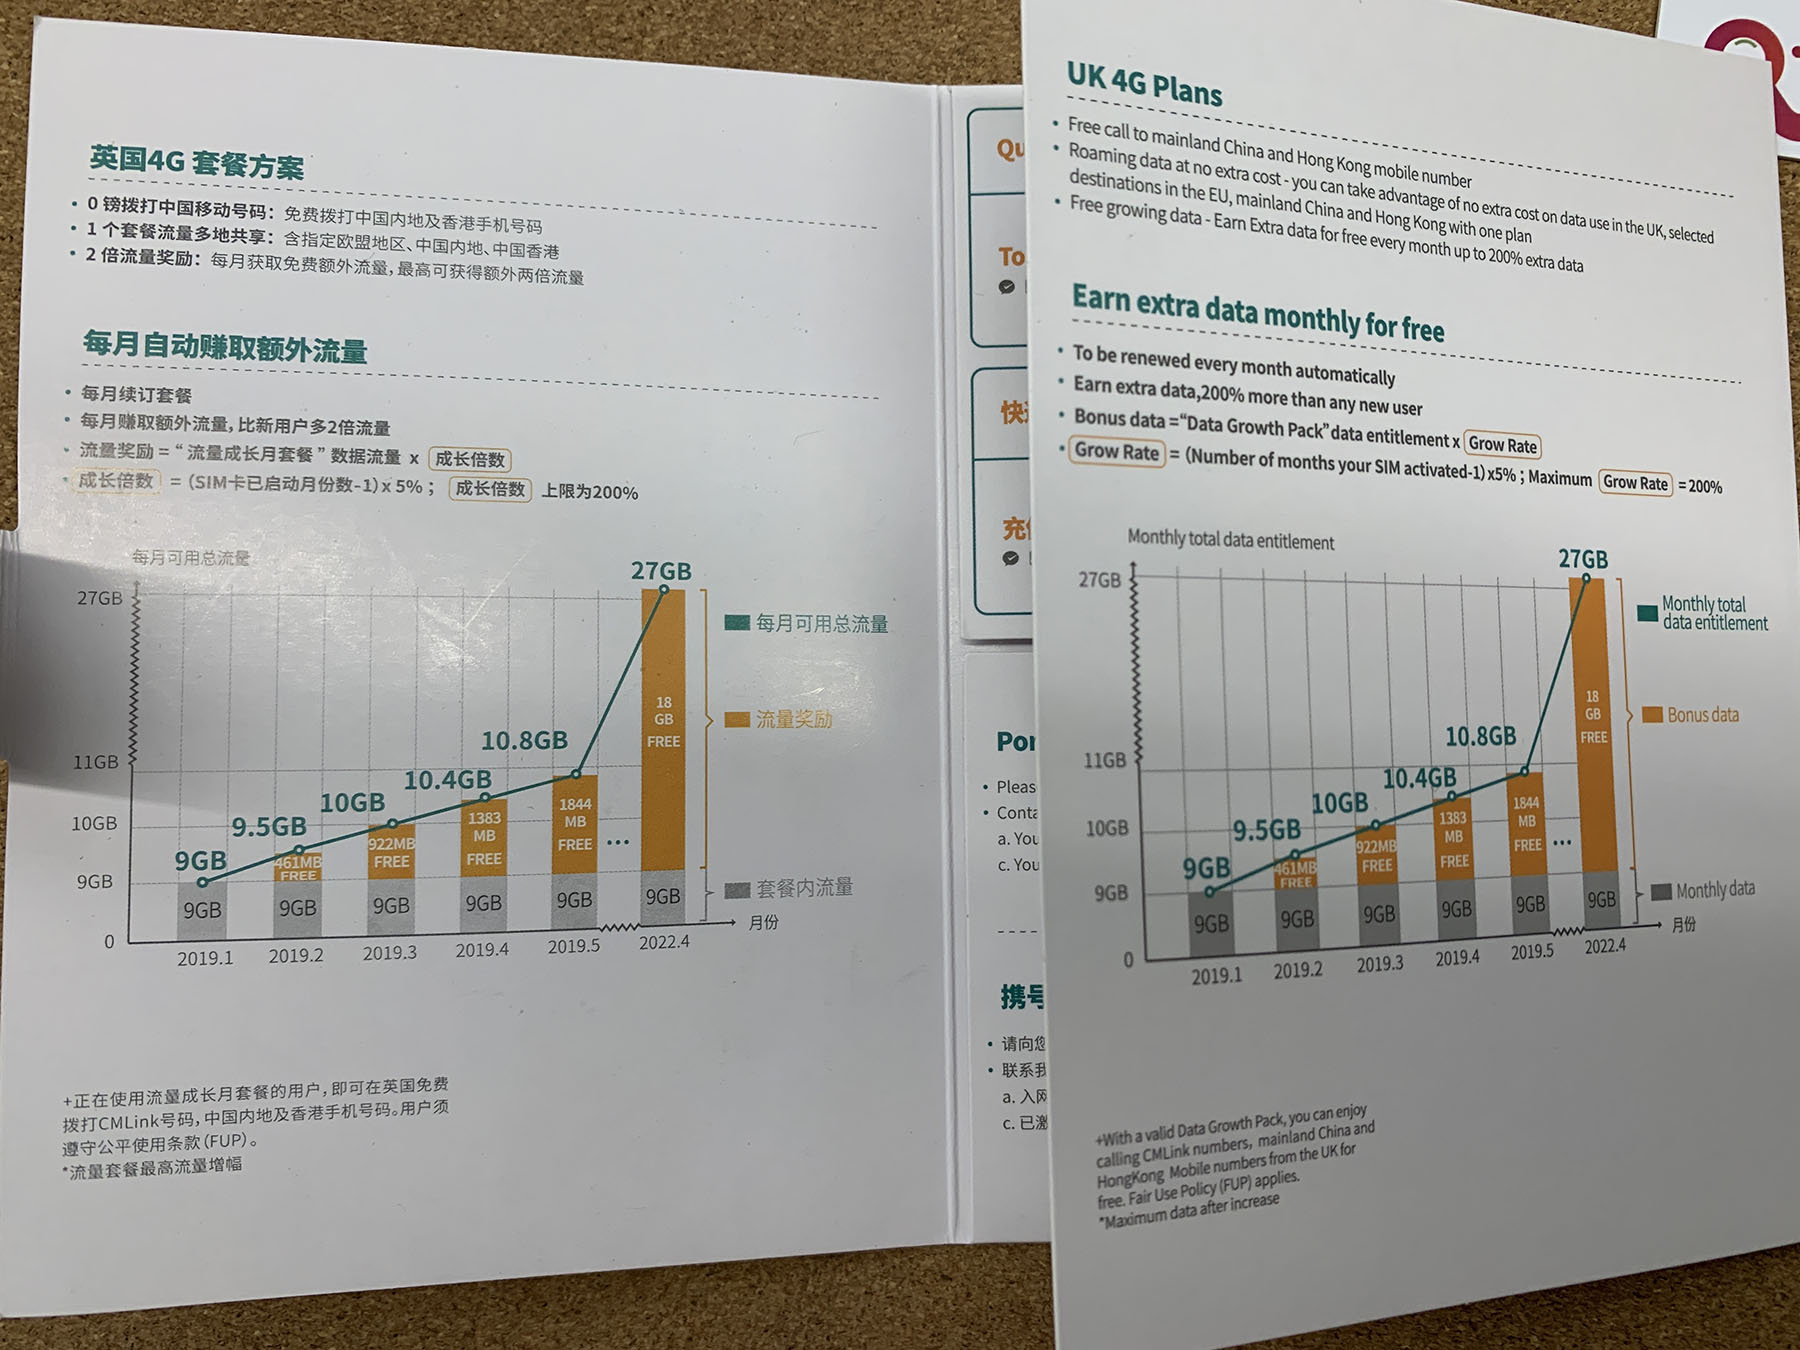 英国4G 套餐方案
• 0 镑拨打中国移动号码：免费拨打中国内地及香港手机号码
• 1 个套餐流量多地共享：含指定欧盟地区、中国内地、中国香港
• 2 倍流量奖励：每月获取免费额外流量，最高可获得额外两倍流量
每月自动赚取额外流量
• 每月续订套餐
• 每月赚取额外流量，比新用户多2倍流量
• 流量奖励 = “ 流量成长月套餐 ” 数据流量 x 成长倍数
• 成长倍数 = （SIM卡已启动月份数-1）x 5% ； 成长倍数 上限为200%
每月可用总流量
27GB
27GB
每月可用总流量
18
GB
FREE
流量奖励
11GB
10.8GB
10.4GB
10GB
9.5GB
9GB
10GB
1844
MB
FREE
1383
MB
FREE
922MB
FREE
461MB
FREE
...
9GB
9GB
9GB
9GB
9GB
9GB
9GB
套餐内流量
0
2019.1
2019.2
2019.3
2019.4
2019.5
2022.4
月份
+正在使用流量成长月套餐的用户，即可在英国免费
拨打CMLink号码，中国内地及香港手机号码。用户须
遵守公平使用条款（FUP）。
*流量套餐最高流量增幅
Qu
To
快
充
Por
• Pleas
• Conta
a. You
c. You
携号
• 请向您
• 联系我
a. 入网
c. 已激
UK 4G Plans
• Free call to mainland China and Hong Kong mobile number
• Roaming data at no extra cost - you can take advantage of no extra cost on data use in the UK, selected
destinations in the EU, mainland China and Hong Kong with one plan
• Free growing data - Earn Extra data for free every month up to 200% extra data
Earn extra data monthly for free
• To be renewed every month automatically
• Earn extra data,200% more than any new user
• Bonus data =“Data Growth Pack”data entitlement x Grow Rate
• Grow Rate = (Number of months your SIM activated-1)x5% ; Maximum Grow Rate =200%
Monthly total data entitlement
27GB
27GB
Monthly total
data entitlement
18
GB
FREE
Bonus data
11GB
10.8GB
10.4GB
10GB
9.5GB
9GB
10GB
1844
MB
FREE
1383
MB
FREE
922MB
FREE
461MB
FREE
...
9GB
9GB
9GB
9GB
9GB
9GB
9GB
Monthly data
0
2019.1
2019.2
2019.3
2019.4
2019.5
2022.4
月份
+With a valid Data Growth Pack, you can enjoy
calling CMLink numbers, mainland China and
HongKong Mobile numbers from the UK for
free. Fair Use Policy (FUP) applies.
*Maximum data after increase